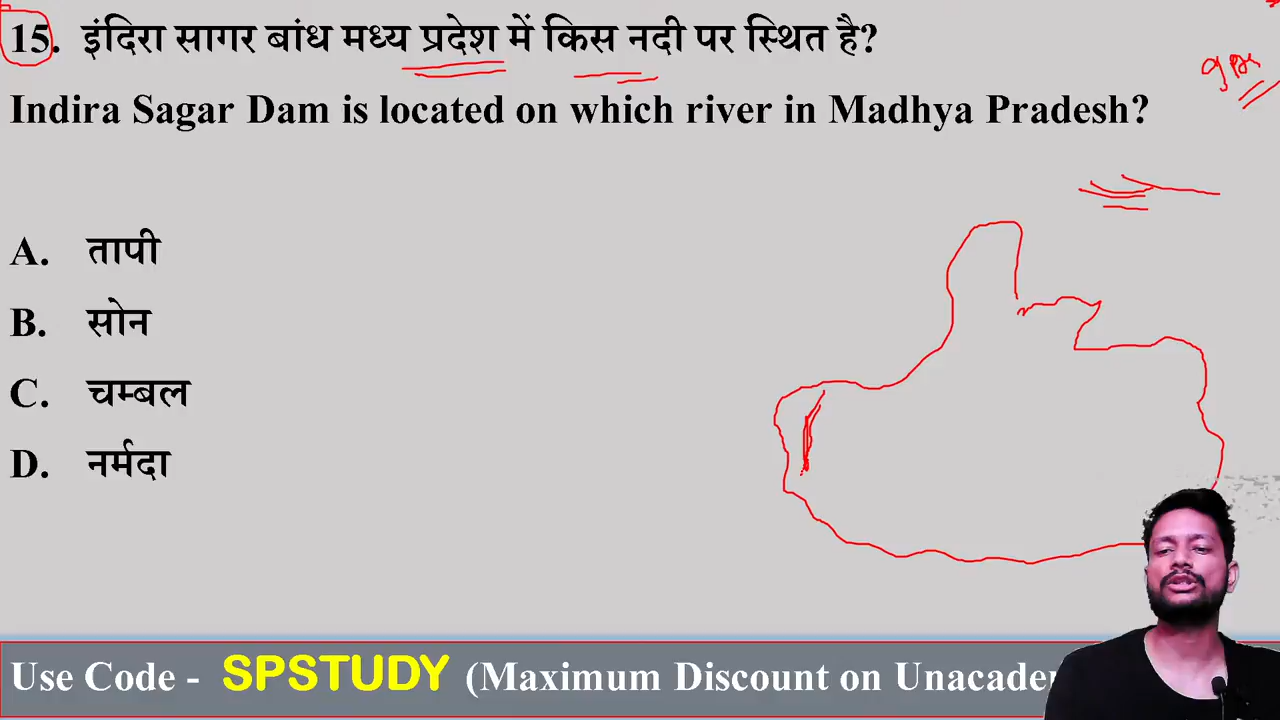 15. इंदिरा सागर बांध मध्य प्रदेश में किस नदी पर स्थित है?
Indira Sagar Dam is located on which river in Madhya Pradesh?
A. तापी
B. सोन
C. चम्बल
D. नर्मदा
Use Code - SPSTUDY (Maximum Discount on